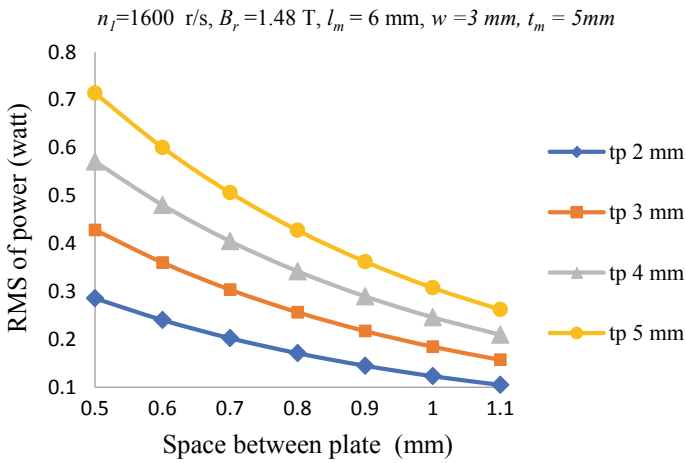 n₁=1600 r/s, Bᵣ =1.48 T, lₘ = 6 mm, w =3 mm, tₘ = 5mm
0.8
0.7
0.6
0.5
0.4
0.3
0.2
0.1
RMS of power (watt)
0.5 0.6 0.7 0.8 0.9 1 1.1
Space between plate (mm)
tp 2 mm
tp 3 mm
tp 4 mm
tp 5 mm